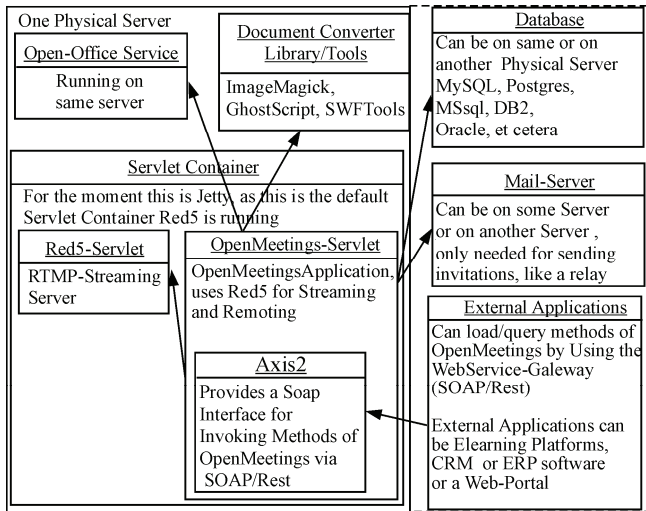 One Physical Server
Open-Office Service
Running on
same server
Document Converter
Library/Tools
ImageMagick,
GhostScript, SWFTools
Servlet Container
For the moment this is Jetty, as this is the default
Servlet Container Red5 is running
Red5-Servlet
RTMP-Streaming
Server
OpenMeetings-Servlet
OpenMeetingsApplication,
uses Red5 for Streaming
and Remoting
Axis2
Provides a Soap
Interface for
Invoking Methods of
OpenMeetings via
SOAP/Rest
Database
Can be on same or on
another Physical Server
MySQL, Postgres,
MSsql, DB2,
Oracle, et cetera
Mail-Server
Can be on some Server
or on another Server ,
only needed for sending
invitations, like a relay
External Applications
Can load/query methods of
OpenMeetings by Using the
WebService-Galeway
(SOAP/Rest)
External Applications can
be Elearning Platforms,
CRM or ERP software
or a Web-Portal